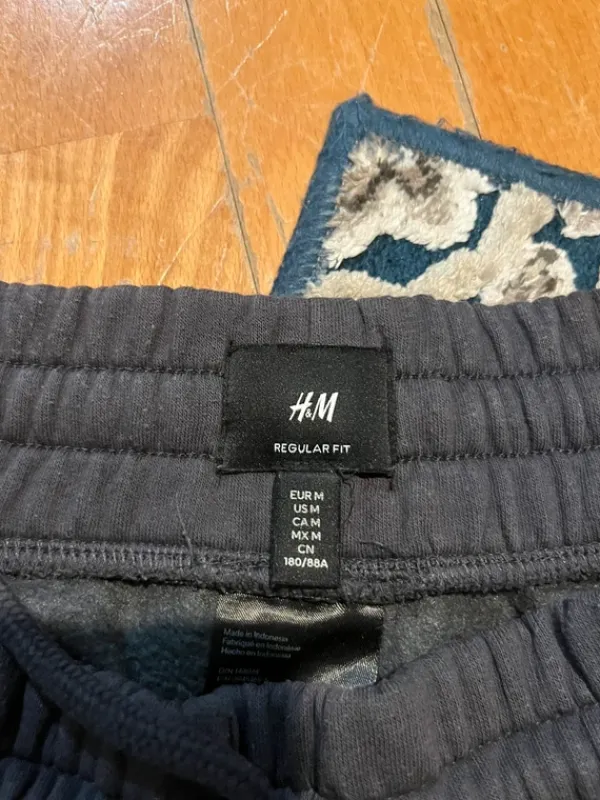 H&M
REGULAR FIT
EUR M
US M
CA M
MX M
CN
180/88A
Made in Indonesia
Fabriqué en Indonésie
Hecho en Indonesia